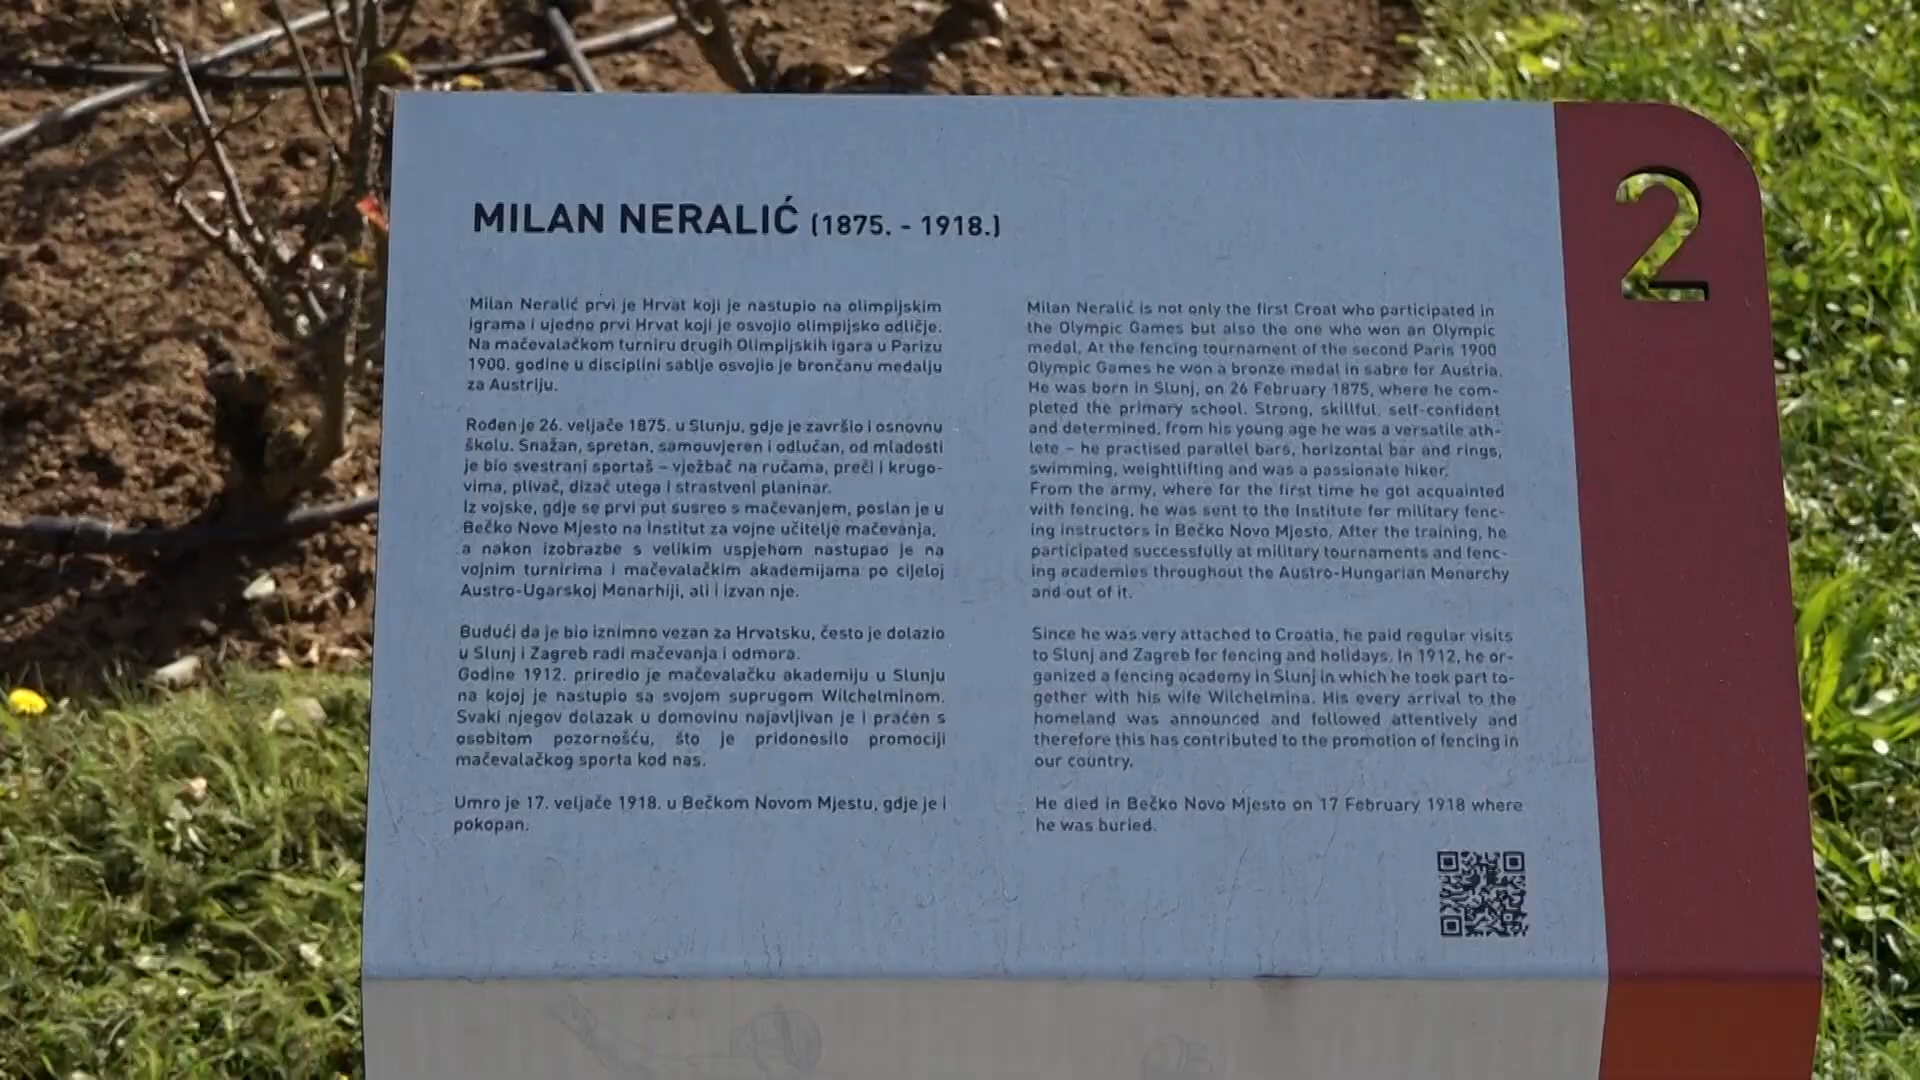 MILAN NERALIĆ (1875. - 1918.)
Milan Neralić prvi je Hrvat koji je nastupio na olimpijskim
igrama i ujedno prvi Hrvat koji je osvojio olimpijsko odličje.
Na mačevalačkom turniru drugih Olimpijskih igara u Parizu
1900. godine u disciplini sablje osvojio je brončanu medalju
za Austriju.
Rođen je 26. veljače 1875. u Slunju, gdje je završio i osnovnu
školu. Snažan, spretan, samouvjeren i odlučan, od mladosti
je bio svestrani sportaš – vježbač na ručama, preči i krugo-
vima, plivač, dizač utega i strastveni planinar.
Iz vojske, gdje se prvi put susreo s mačevanjem, poslan je u
Bečko Novo Mjesto na Institut za vojne učitelje mačevanja,
a nakon izobrazbe s velikim uspjehom nastupao je na
vojnim turnirima i mačevalačkim akademijama po cijeloj
Austro-Ugarskoj Monarhiji, ali i izvan nje.
Budući da je bio iznimno vezan za Hrvatsku, često je dolazio
u Slunj i Zagreb radi mačevanja i odmora.
Godine 1912. priredio je mačevalačku akademiju u Slunju
na kojoj je nastupio sa svojom suprugom Wilchelminom.
Svaki njegov dolazak u domovinu najavljivan je i praćen s
osobitom pozornošću, što je pridonosilo promociji
mačevalačkog sporta kod nas.
Umro je 17. veljače 1918. u Bečkom Novom Mjestu, gdje je i
pokopan.
Milan Neralić is not only the first Croat who participated in
the Olympic Games but also the one who won an Olympic
medal. At the fencing tournament of the second Paris 1900
Olympic Games he won a bronze medal in sabre for Austria.
He was born in Slunj, on 26 February 1875, where he com-
pleted the primary school. Strong, skillful, self-confident
and determined, from his young age he was a versatile ath-
lete – he practised parallel bars, horizontal bar and rings,
swimming, weightlifting and was a passionate hiker.
From the army, where for the first time he got acquainted
with fencing, he was sent to the Institute for military fenc-
ing instructors in Bečko Novo Mjesto. After the training, he
participated successfully at military tournaments and fenc-
ing academies throughout the Austro-Hungarian Monarchy
and out of it.
Since he was very attached to Croatia, he paid regular visits
to Slunj and Zagreb for fencing and holidays. In 1912, he or-
ganized a fencing academy in Slunj in which he took part to-
gether with his wife Wilchelmina. His every arrival to the
homeland was announced and followed attentively and
therefore this has contributed to the promotion of fencing in
our country.
He died in Bečko Novo Mjesto on 17 February 1918 where
he was buried.
2